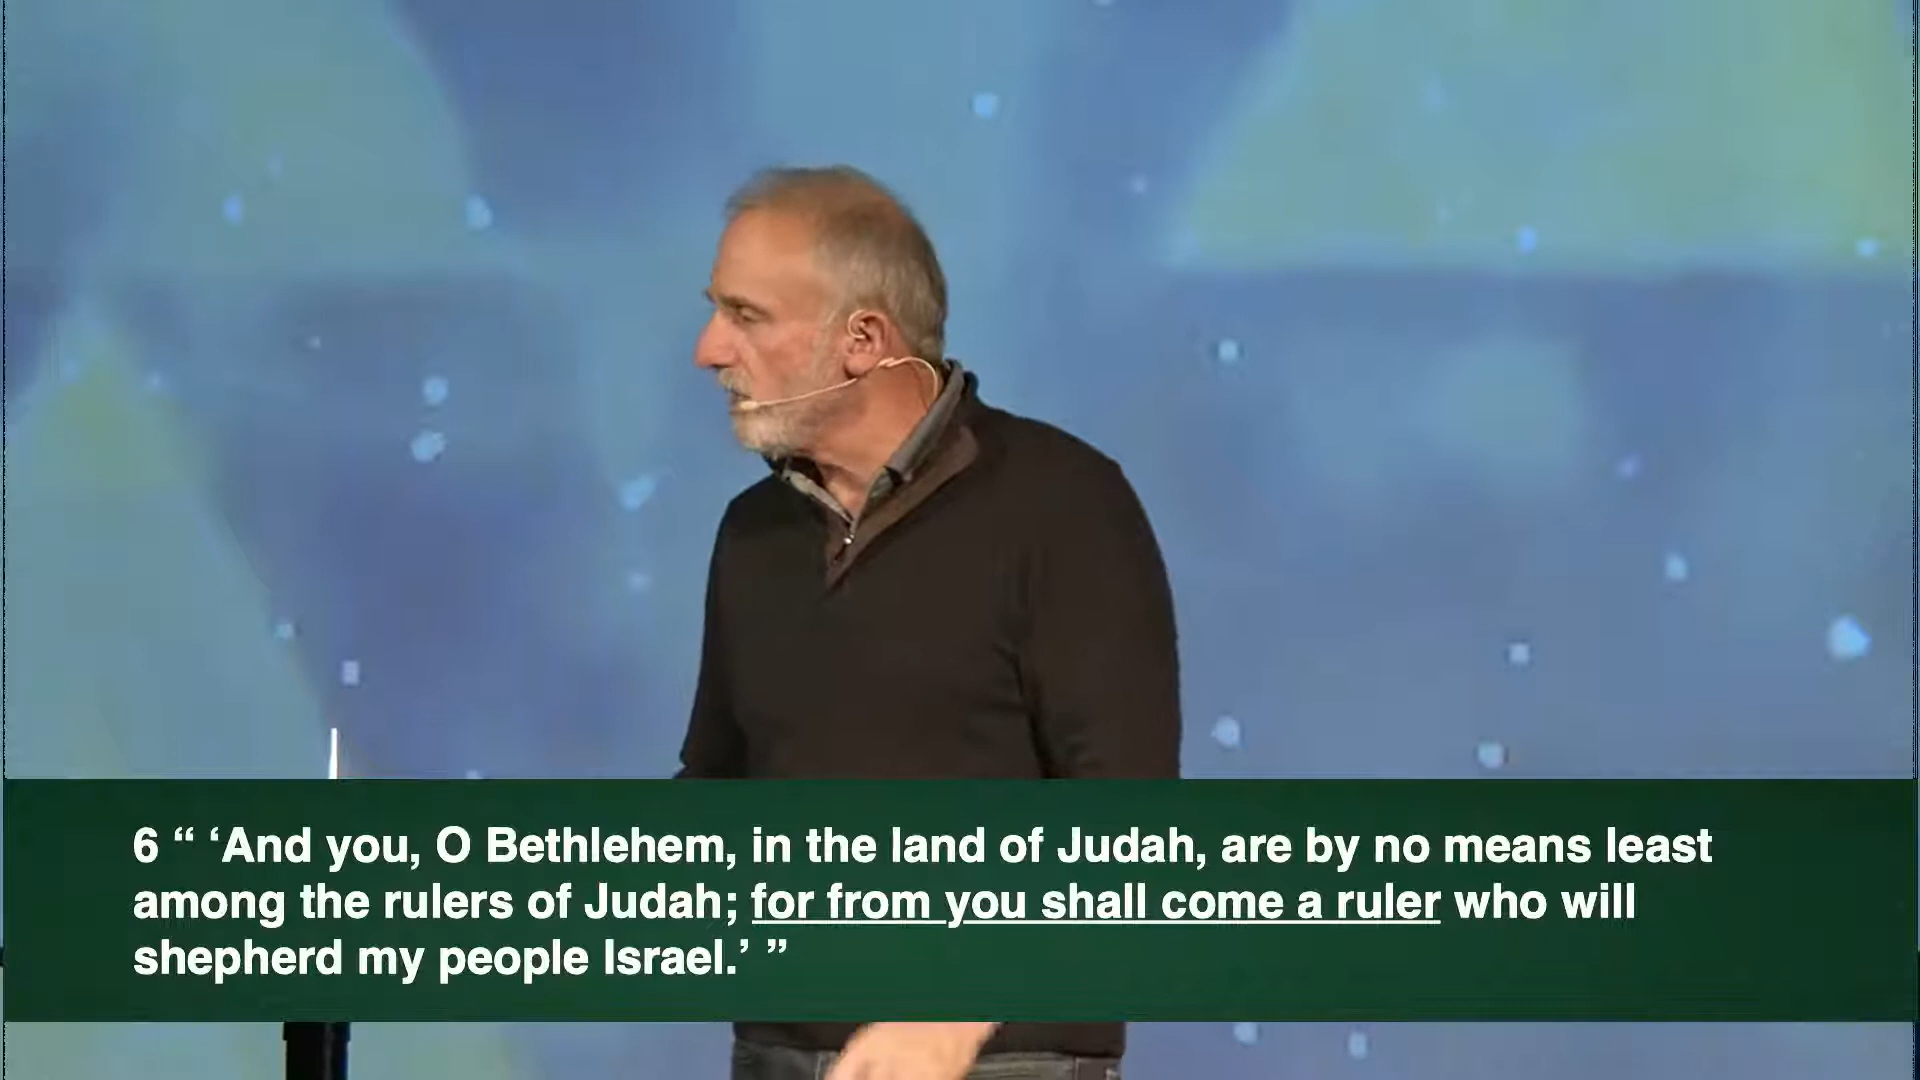 6 “ ‘And you, O Bethlehem, in the land of Judah, are by no means least
among the rulers of Judah; for from you shall come a ruler who will
shepherd my people Israel.’ ”